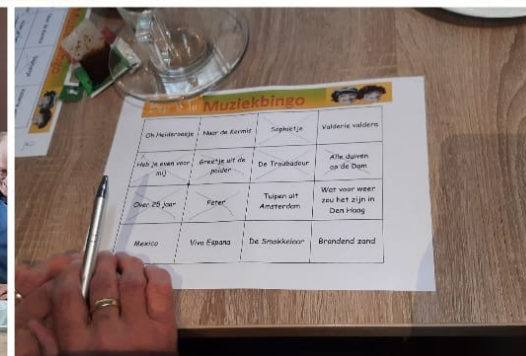 Muziekbingo
Oh Heideroosje
Naar de Kermis
Sophietje
Valderie valdera
Heb je even voor
mij
Greetje uit de
polder
De Troubadour
Alle duiven
op de Dam
Over 25 jaar
Peter
Tulpen uit
Amsterdam
Wat voor weer
zou het zijn in
Den Haag
Mexico
Viva Espana
De Smokkelaar
Brandend zand